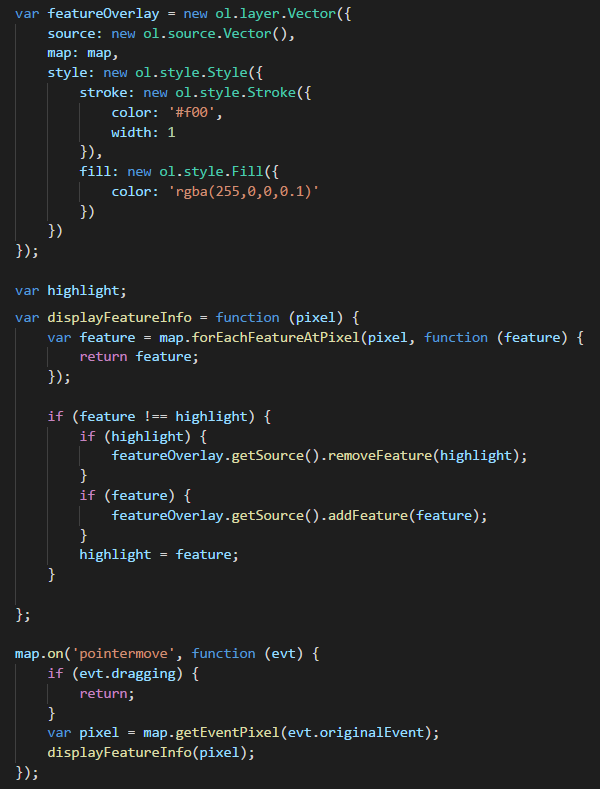 var featureOverlay = new ol.layer.Vector({
    source: new ol.source.Vector(),
    map: map,
    style: new ol.style.Style({
        stroke: new ol.style.Stroke({
            color: '#f00',
            width: 1
        }),
        fill: new ol.style.Fill({
            color: 'rgba(255,0,0,0.1)'
        })
    })
});

var highlight;
var displayFeatureInfo = function (pixel) {
    var feature = map.forEachFeatureAtPixel(pixel, function (feature) {
        return feature;
    });

    if (feature !== highlight) {
        if (highlight) {
            featureOverlay.getSource().removeFeature(highlight);
        }
        if (feature) {
            featureOverlay.getSource().addFeature(feature);
        }
        highlight = feature;
    }

};

map.on('pointermove', function (evt) {
    if (evt.dragging) {
        return;
    }
    var pixel = map.getEventPixel(evt.originalEvent);
    displayFeatureInfo(pixel);
});